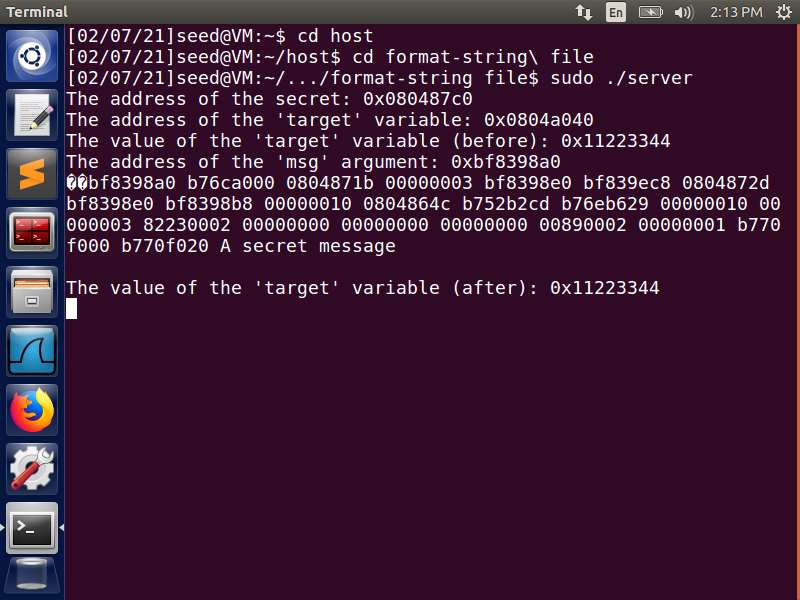 Terminal
En
2:13 PM
[02/07/21]seed@VM:~$ cd host
[02/07/21]seed@VM:~/host$ cd format-string\ file
[02/07/21]seed@VM:~/.../format-string file$ sudo ./server
The address of the secret: 0x080487c0
The address of the 'target' variable: 0x0804a040
The value of the 'target' variable (before): 0x11223344
The address of the 'msg' argument: 0xbf8398a0
��bf8398a0 b76ca000 0804871b 00000003 bf8398e0 bf839ec8 0804872d
bf8398e0 bf8398b8 00000010 0804864c b752b2cd b76eb629 00000010 00
000003 82230002 00000000 00000000 00000000 00890002 00000001 b770
f000 b770f020 A secret message
The value of the 'target' variable (after): 0x11223344